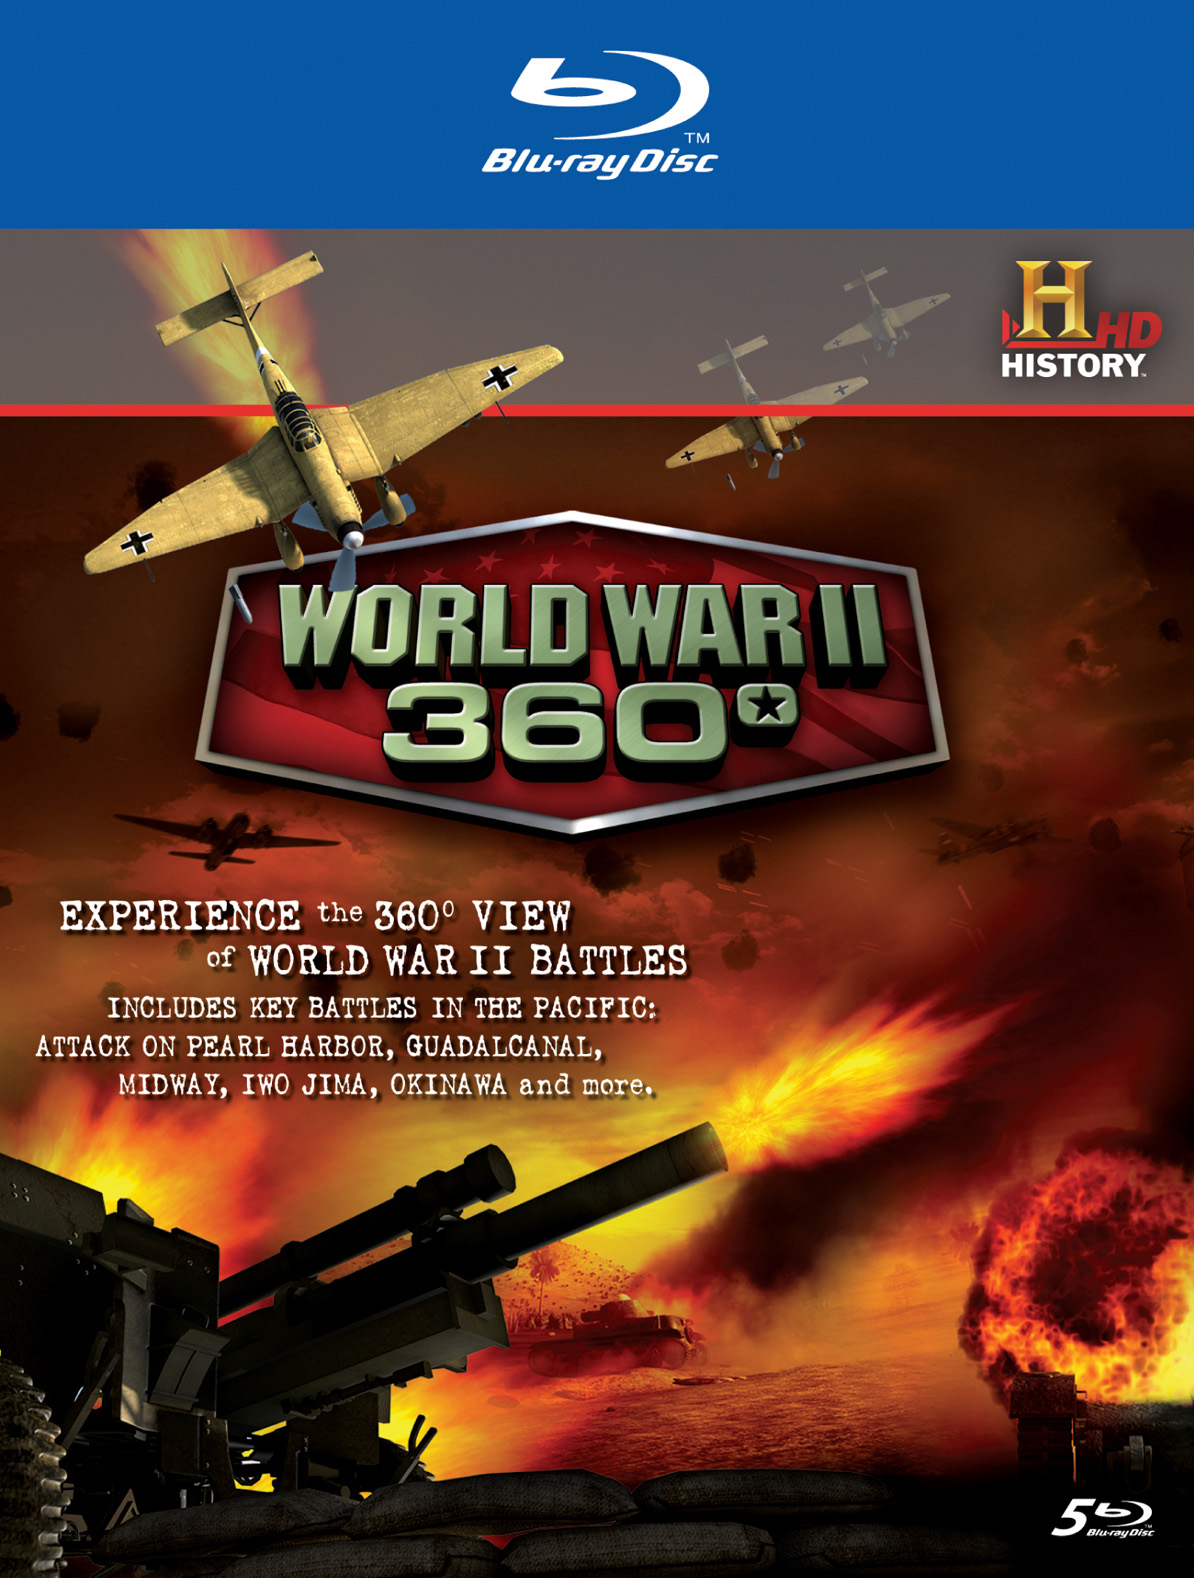 Blu-ray Disc
TM
HD
HISTORY
WORLD WAR II
360°
EXPERIENCE the 360° VIEW
of WORLD WAR II BATTLES
INCLUDES KEY BATTLES IN THE PACIFIC:
ATTACK ON PEARL HARBOR, GUADALCANAL,
MIDWAY, IWO JIMA, OKINAWA and more.
5
Blu-ray Disc